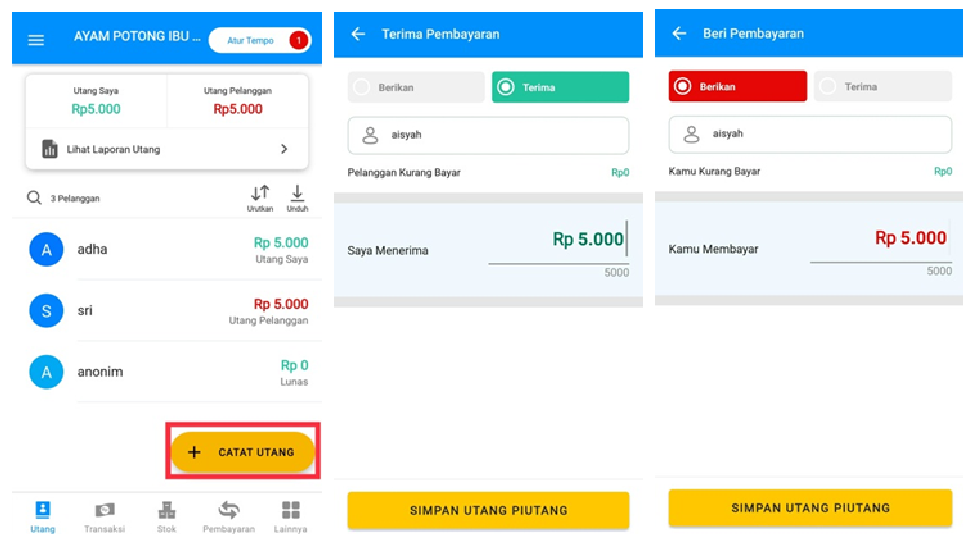 AYAM POTONG IBU ...
Atur Tempo
1
Utang Saya
Rp5.000
Utang Pelanggan
Rp5.000
Lihat Laporan Utang
3 Pelanggan
Urutkan
Unduh
A
adha
Rp 5.000
Utang Saya
S
sri
Rp 5.000
Utang Pelanggan
A
anonim
Rp 0
Lunas
+ CATAT UTANG
Utang
Transaksi
Stok
Pembayaran
Lainnya
Terima Pembayaran
Berikan
Terima
aisyah
Pelanggan Kurang Bayar
Rp0
Saya Menerima
Rp 5.000
5000
SIMPAN UTANG PIUTANG
Beri Pembayaran
Berikan
Terima
aisyah
Kamu Kurang Bayar
Rp0
Kamu Membayar
Rp 5.000
5000
SIMPAN UTANG PIUTANG